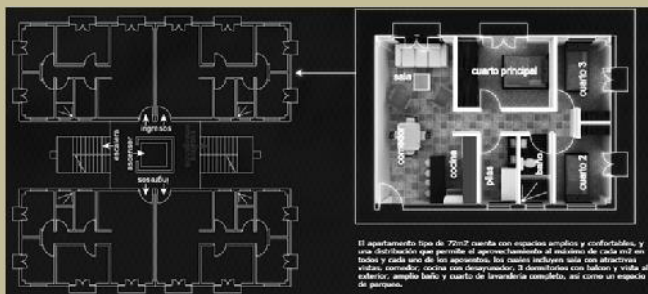 ingresos
escalera
ascensor
ingresos
sala
cuarto principal
cuarto 3
comedor
cocina
pilas
baño
cuarto 2
El apartamento tipo de 72m2 cuenta con espacios amplios y confortables, y
una distribución que permite el aprovechamiento al máximo de cada m2 en
todos y cada uno de los aposentos, los cuales incluyen sala con atractivas
vistas, comedor, cocina con desayunador, 3 dormitorios con balcon y vista al
exterior, amplio baño y cuarto de lavandería completo, así como un espacio
de parqueo.